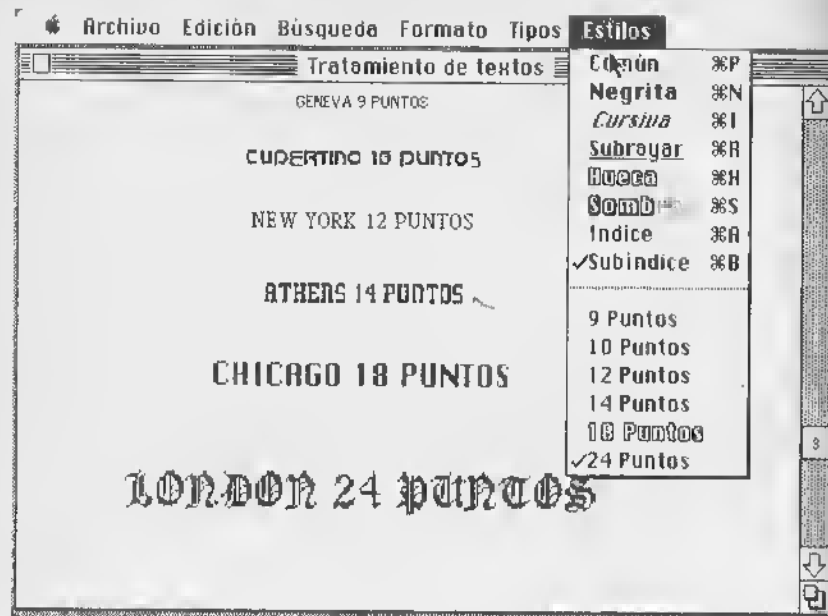 Archivo Edición Búsqueda Formato Tipos Estilos
Tratamiento de textos
GENEVA 9 PUNTOS
CUPERTINO 10 PUNTOS
NEW YORK 12 PUNTOS
ATHENS 14 PUNTOS
CHICAGO 18 PUNTOS
LONDON 24 PUNTOS
Común ⌘P
Negrita ⌘N
Cursiva ⌘I
Subrayar ⌘R
Hueca ⌘H
⌘S
Indice ⌘A
✓Subindice ⌘B
9 Puntos
10 Puntos
12 Puntos
14 Puntos
18 Puntos
✓24 Puntos
3